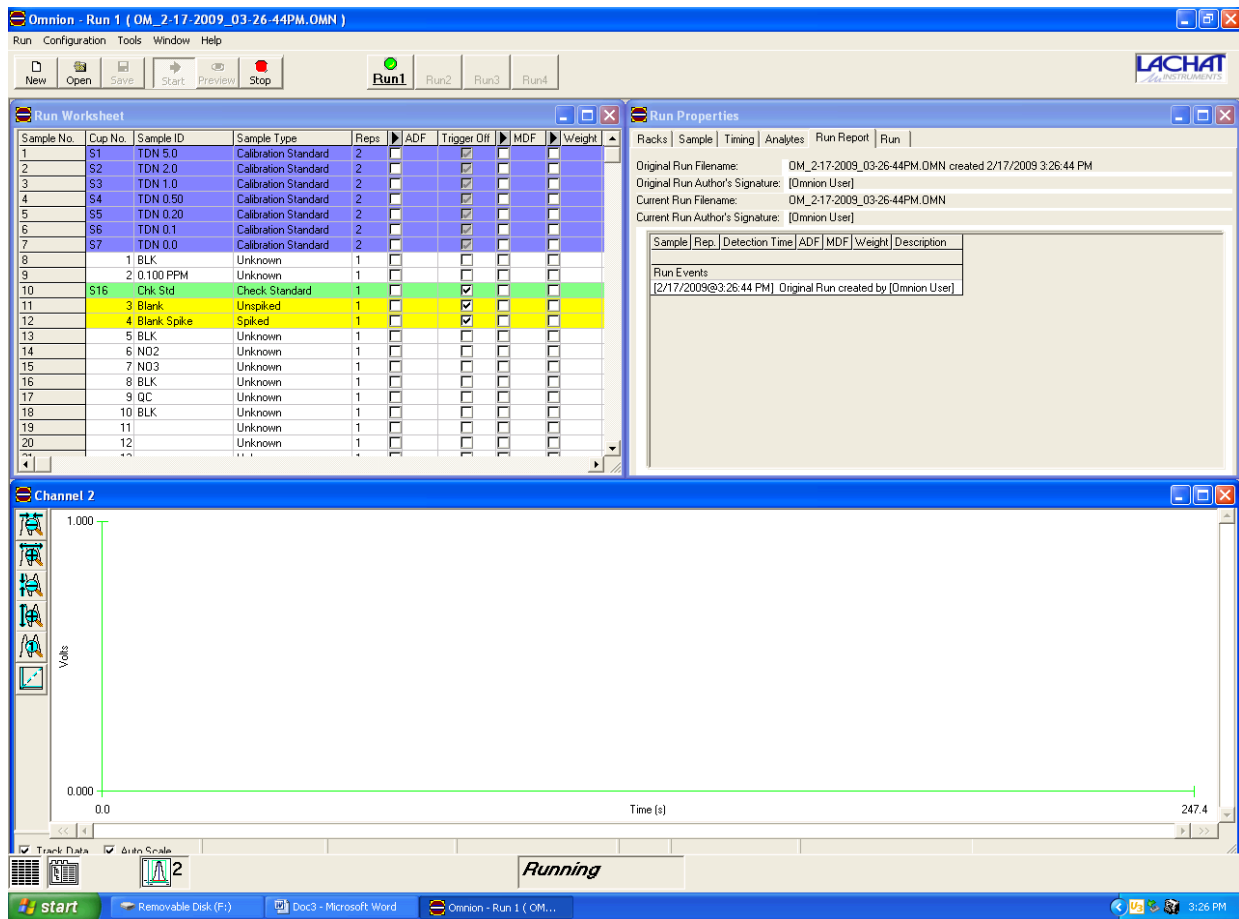 Omnion - Run 1 ( OM_2-17-2009_03-26-44PM.OMN )
Run Configuration Tools Window Help
New Open Save Start Preview Stop Run1 Run2 Run3 Run4
LACHAT INSTRUMENTS
Run Worksheet
Sample No. Cup No. Sample ID Sample Type Reps ADF Trigger Off MDF Weight
1 S1 TDN 5.0 Calibration Standard 2
2 S2 TDN 2.0 Calibration Standard 2
3 S3 TDN 1.0 Calibration Standard 2
4 S4 TDN 0.50 Calibration Standard 2
5 S5 TDN 0.20 Calibration Standard 2
6 S6 TDN 0.1 Calibration Standard 2
7 S7 TDN 0.0 Calibration Standard 2
8 1 BLK Unknown 1
9 2 0.100 PPM Unknown 1
10 S16 Chk Std Check Standard 1
11 3 Blank Unspiked 1
12 4 Blank Spike Spiked 1
13 5 BLK Unknown 1
14 6 NO2 Unknown 1
15 7 NO3 Unknown 1
16 8 BLK Unknown 1
17 9 QC Unknown 1
18 10 BLK Unknown 1
19 11 Unknown 1
20 12 Unknown 1
Run Properties
Racks Sample Timing Analytes Run Report Run
Original Run Filename: OM_2-17-2009_03-26-44PM.OMN created 2/17/2009 3:26:44 PM
Original Run Author's Signature: [Omnion User]
Current Run Filename: OM_2-17-2009_03-26-44PM.OMN
Current Run Author's Signature: [Omnion User]
Sample Rep. Detection Time ADF MDF Weight Description
Run Events
[2/17/2009@3:26:44 PM] Original Run created by [Omnion User]
Channel 2
1.000
Volts
0.000
0.0 Time (s) 247.4
<< >>
Track Data Auto Scale
2 Running
start Removable Disk (F:) Doc3 - Microsoft Word Omnion - Run 1 ( OM... 3:26 PM